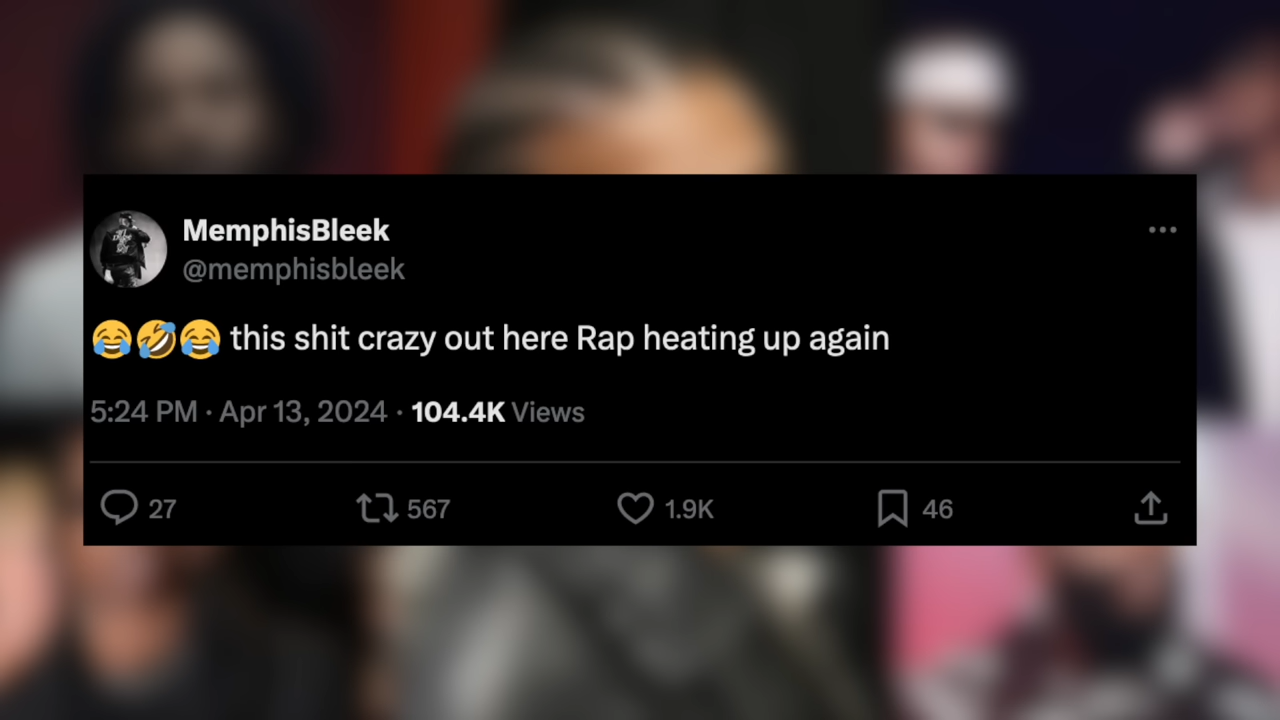 MemphisBleek
@memphisbleek
😂🤣😂 this shit crazy out here Rap heating up again
5:24 PM · Apr 13, 2024 · 104.4K Views
27 567 1.9K 46